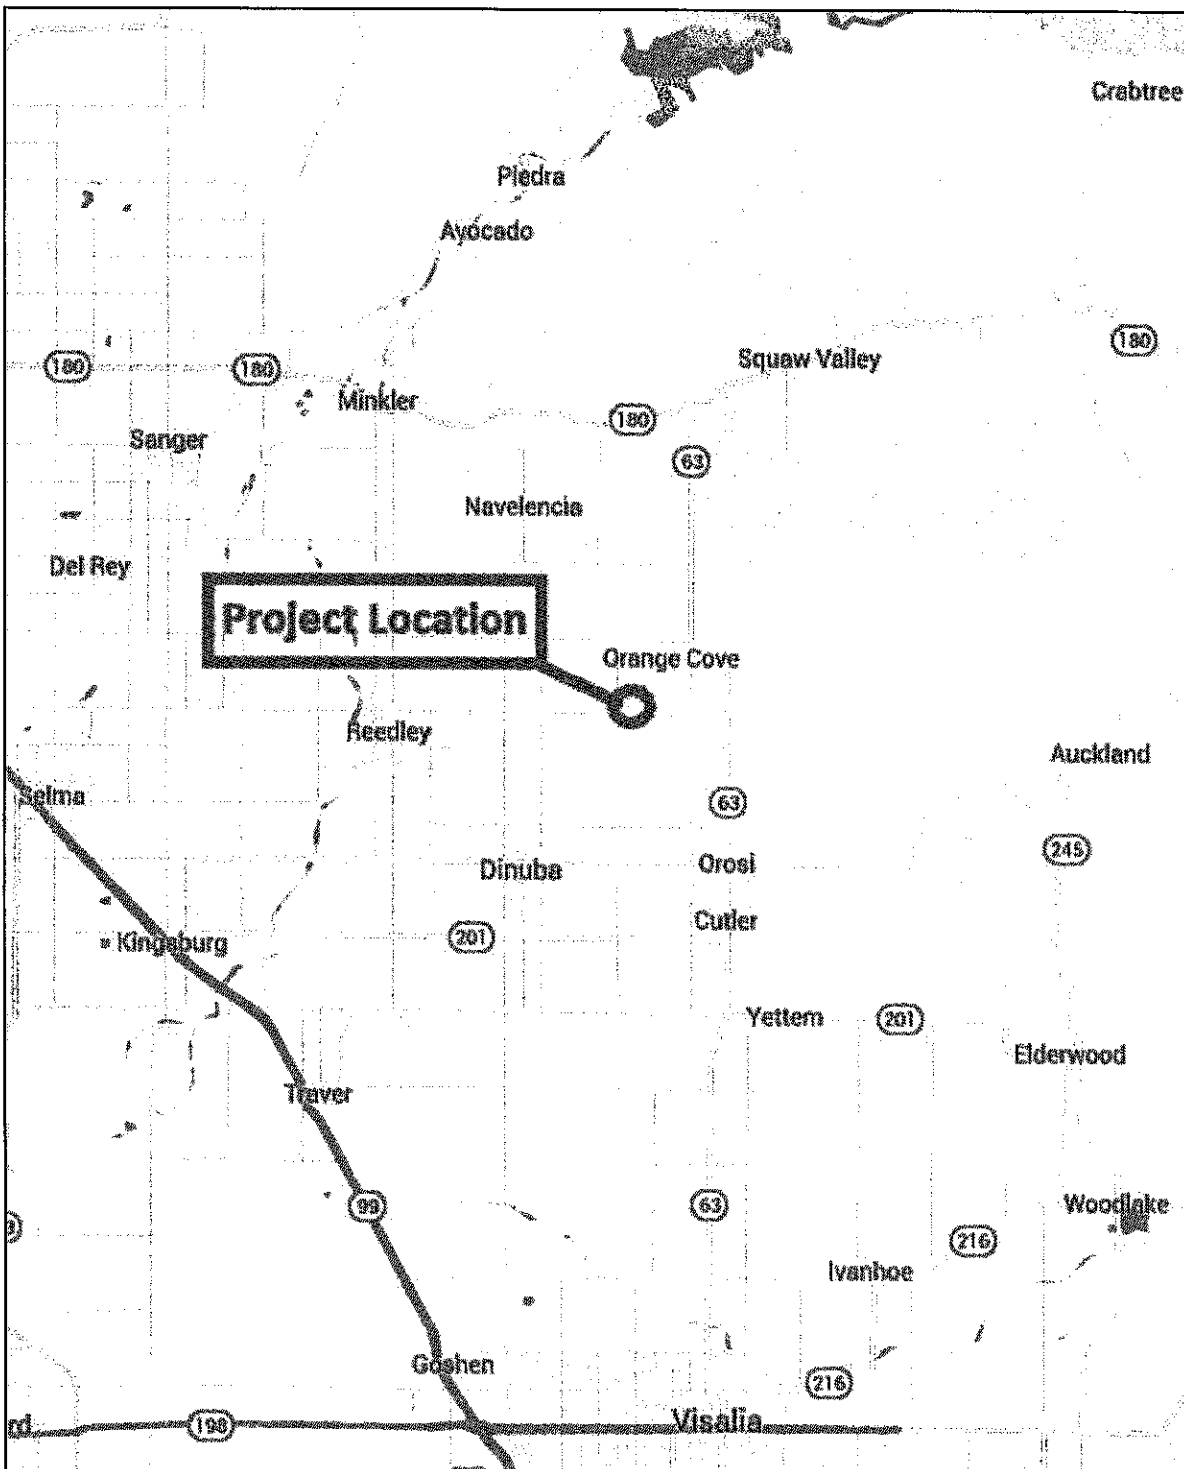 Crabtree
Piedra
Avocado
180
180
180
Squaw Valley
Minkler
180
Sanger
63
Navelencia
Del Rey
Project Location
Orange Cove
Reedley
Auckland
Selma
63
245
Orosi
Dinuba
Cutler
201
Kingsburg
Yettem
201
Elderwood
Traver
99
63
Woodlake
216
Ivanhoe
Goshen
216
198
Visalia
rd